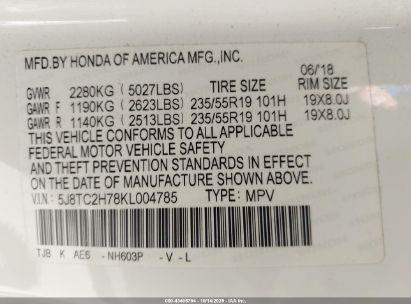 MFD.BY HONDA OF AMERICA MFG.,INC.
06/18
GVWR 2280KG ( 5027LBS) TIRE SIZE RIM SIZE
GAWR F 1190KG ( 2623LBS) 235/55R19 101H 19X8.0J
GAWR R 1140KG ( 2513LBS) 235/55R19 101H 19X8.0J
THIS VEHICLE CONFORMS TO ALL APPLICABLE
FEDERAL MOTOR VEHICLE SAFETY
AND THEFT PREVENTION STANDARDS IN EFFECT
ON THE DATE OF MANUFACTURE SHOWN ABOVE.
V.I.N: 5J8TC2H78KL004785 TYPE: MPV
TJB K AE6 - NH603P - V - L